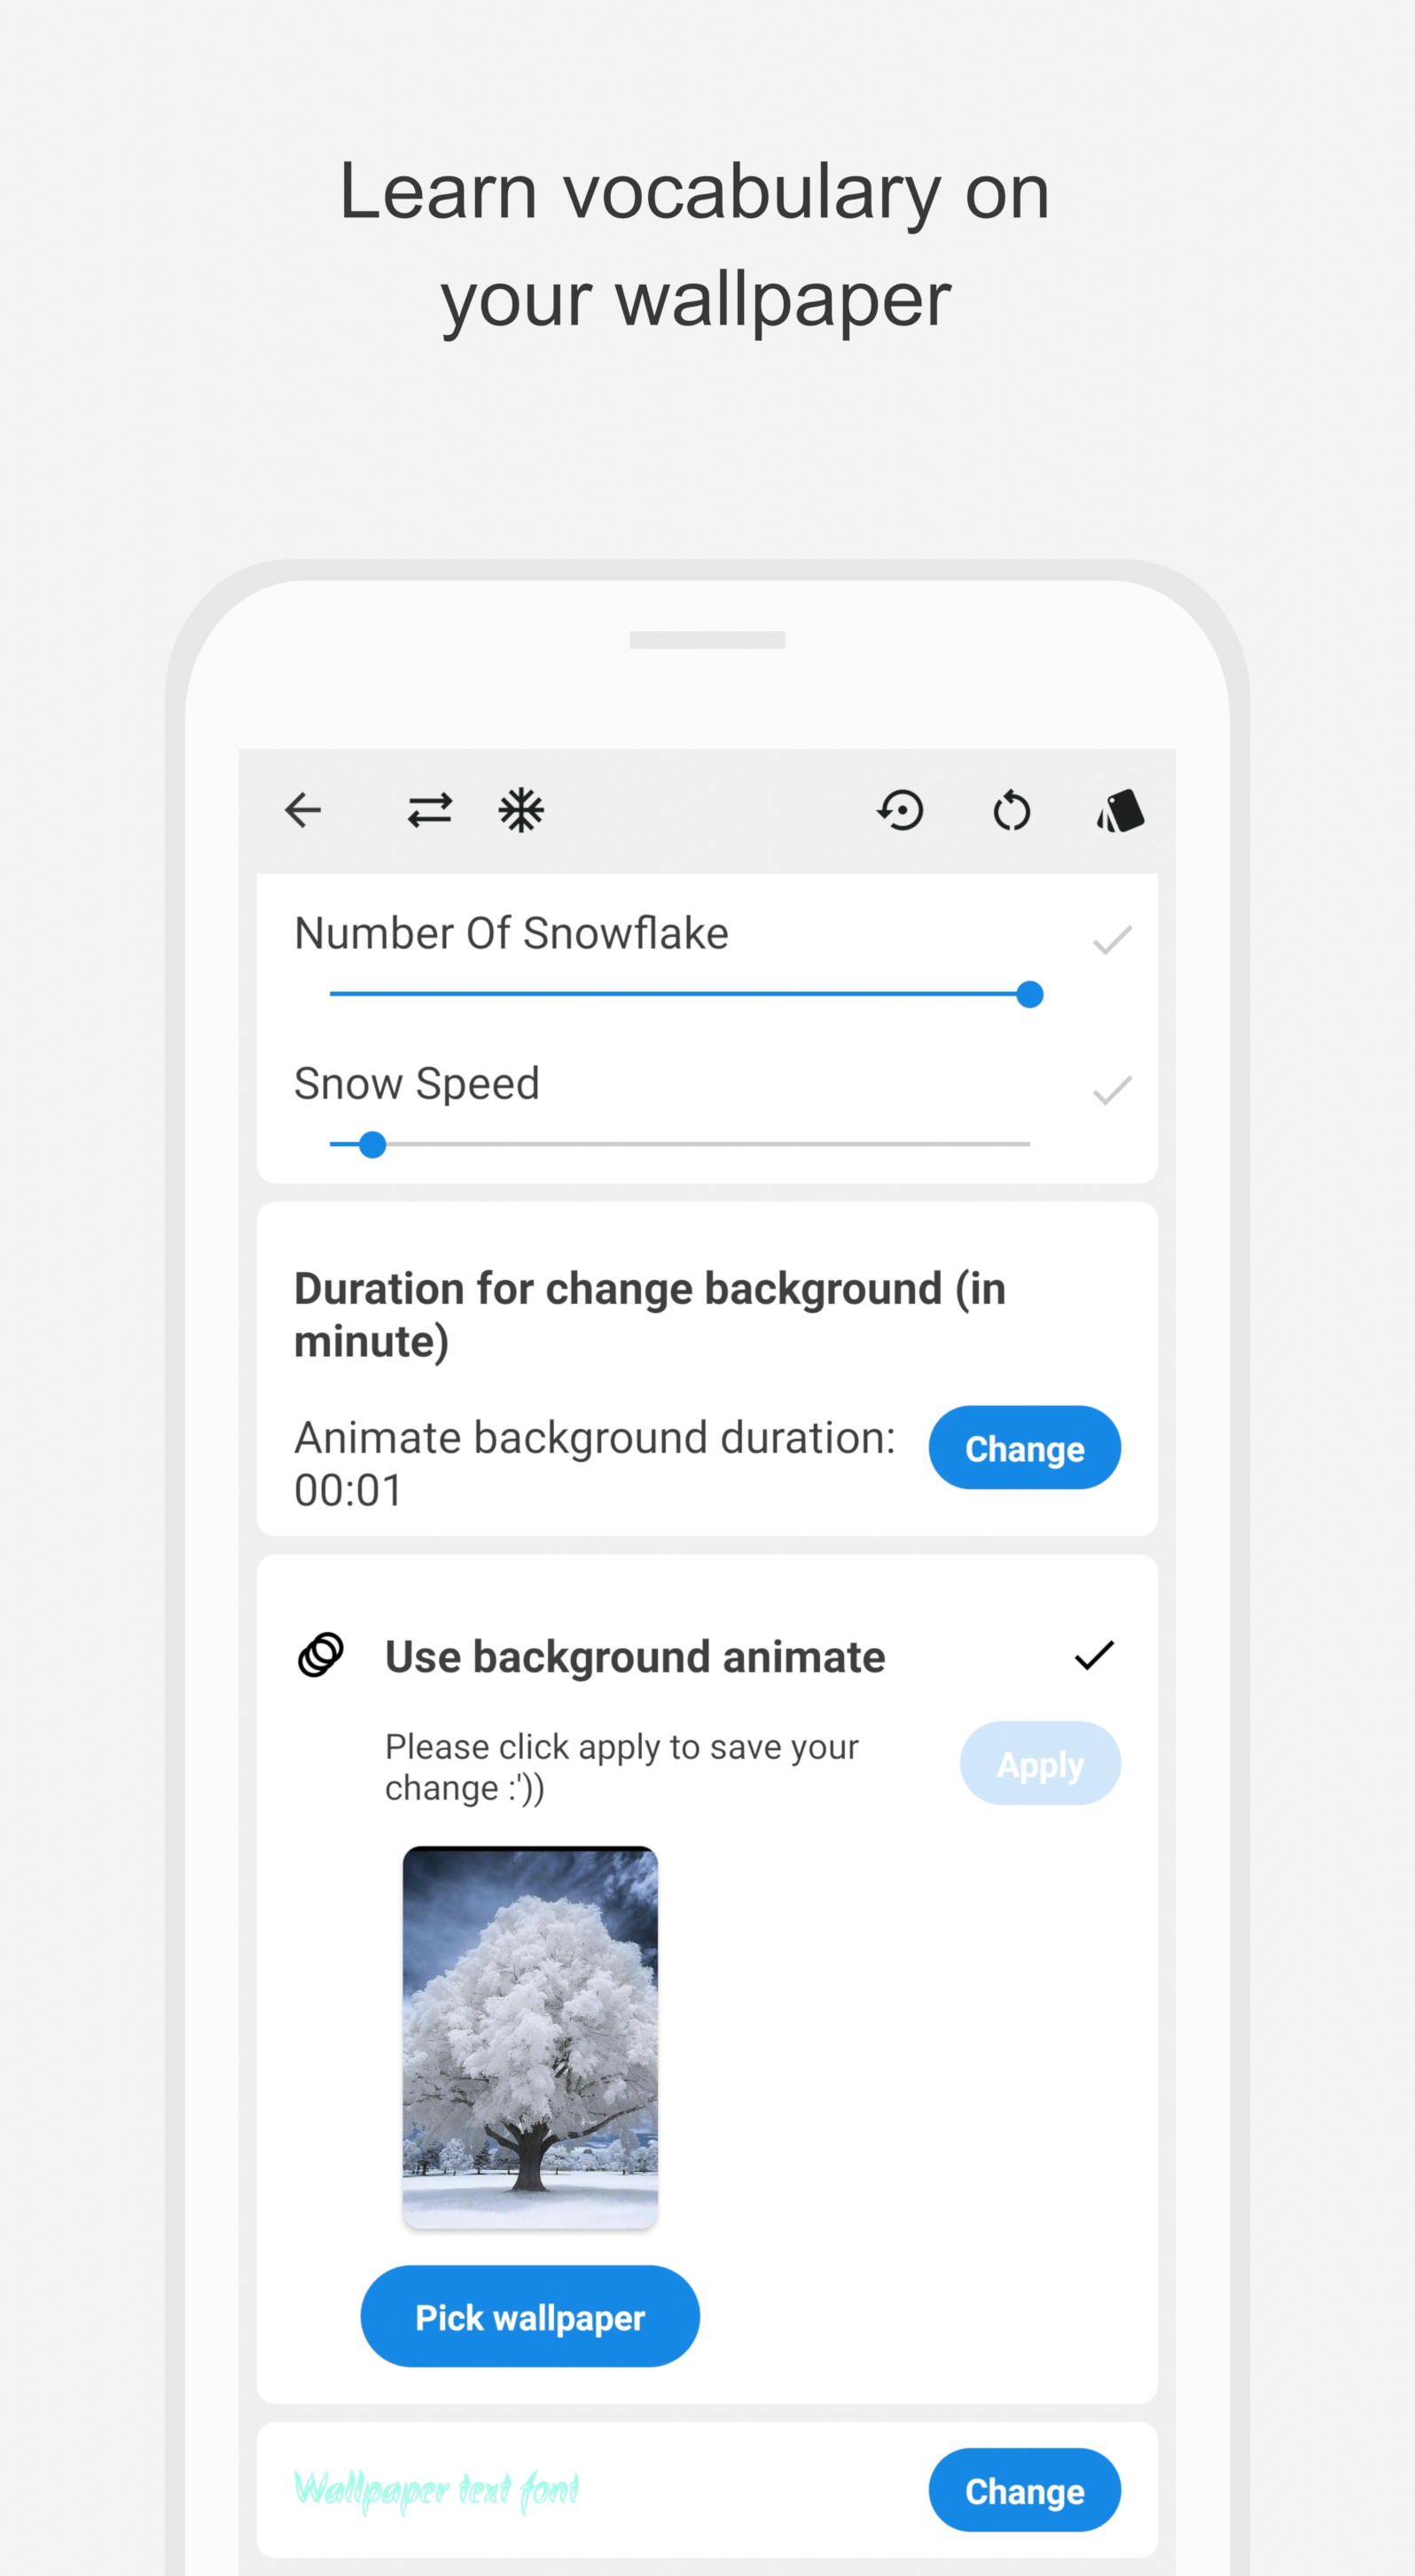 Learn vocabulary on
your wallpaper
Number Of Snowflake
Snow Speed
Duration for change background (in
minute)
Animate background duration:
00:01
Change
Use background animate
Please click apply to save your
change :'))
Apply
Pick wallpaper
Wallpaper text font
Change